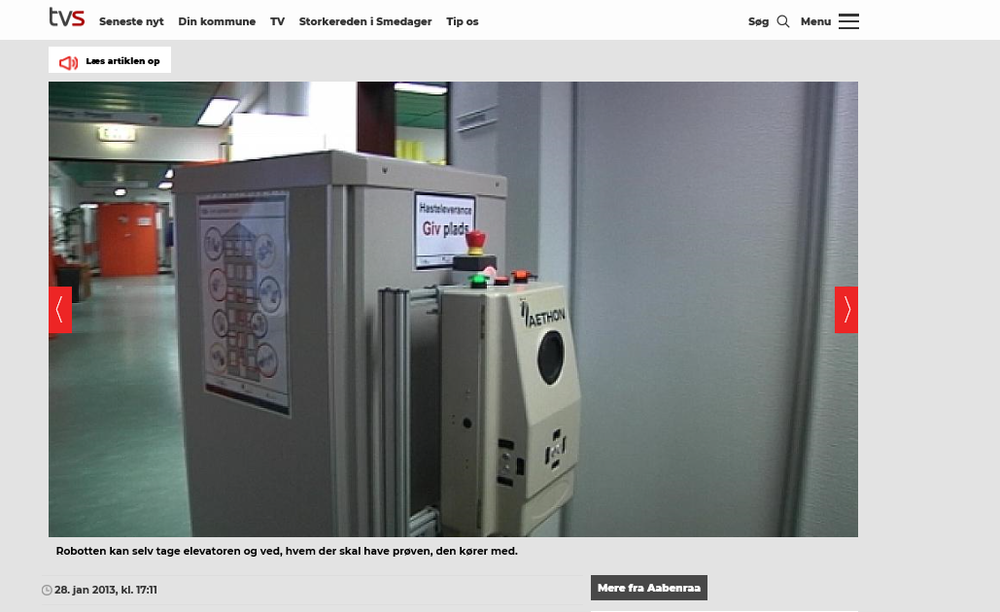 tvs
Seneste nyt
Din kommune
TV
Storkereden i Smedager
Tip os
Søg
Menu
Læs artiklen op
Hasteleverance
Giv plads
AETHON
Robotten kan selv tage elevatoren og ved, hvem der skal have prøven, den kører med.
28. jan 2013, kl. 17:11
Mere fra Aabenraa